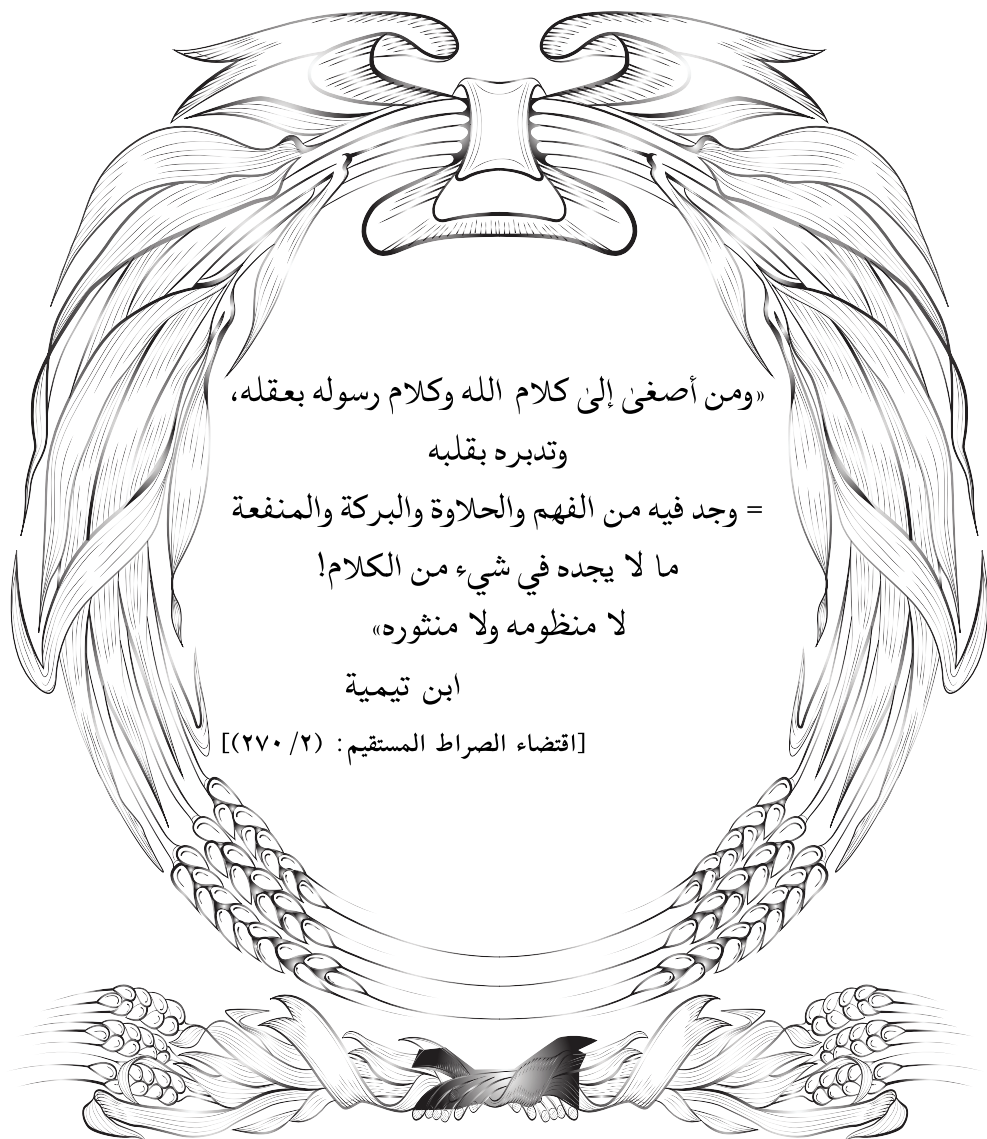 «ومن أصغىٰ إلىٰ كلام الله وكلام رسوله بعقله،
وتدبره بقلبه
= وجد فيه من الفهم والحلاوة والبركة والمنفعة
ما لا يجده في شيء من الكلام!
لا منظومه ولا منثوره»
ابن تيمية
[اقتضاء الصراط المستقيم: (٢/ ٢٧٠)]